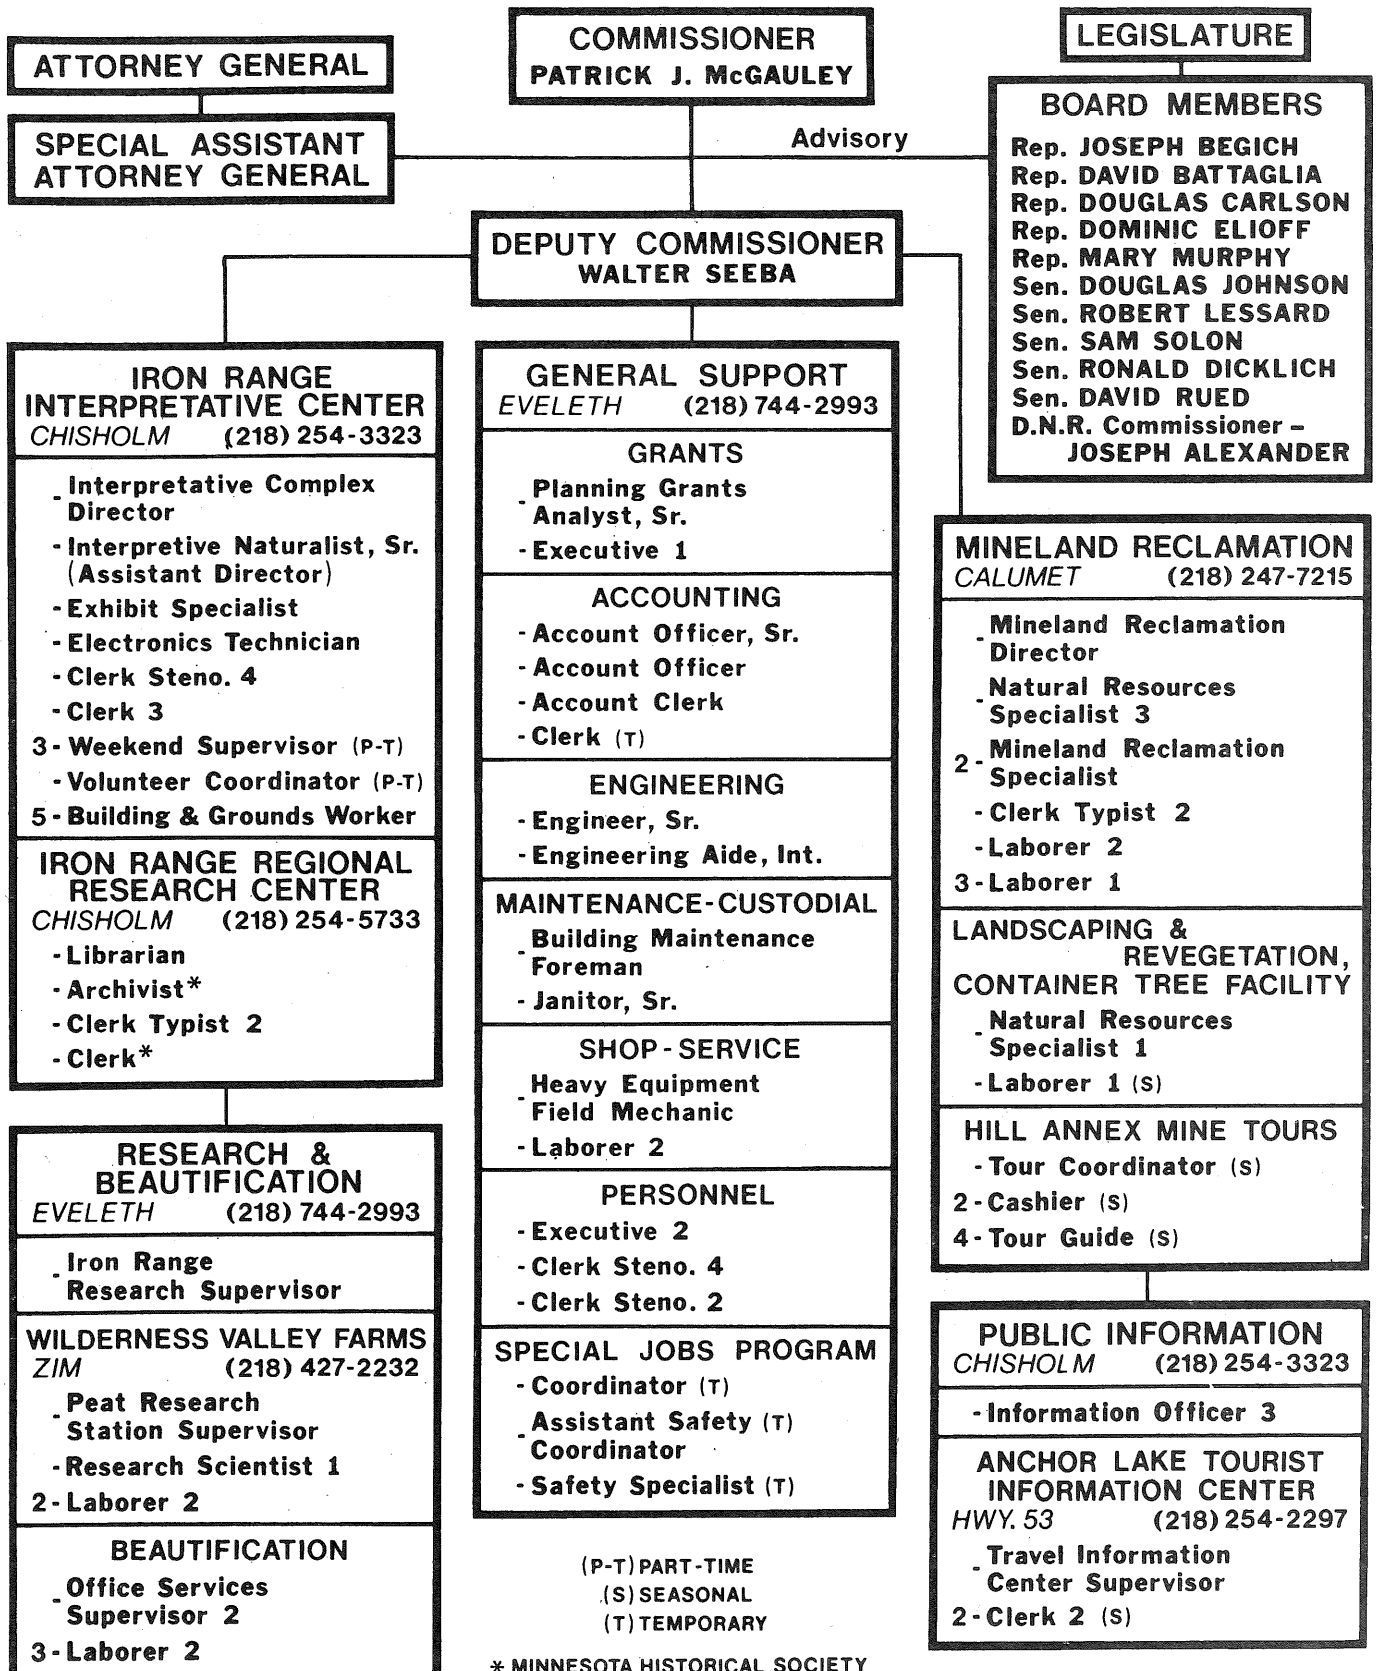 COMMISSIONER
PATRICK J. McGAULEY
LEGISLATURE
ATTORNEY GENERAL
SPECIAL ASSISTANT
ATTORNEY GENERAL
Advisory
BOARD MEMBERS
Rep. JOSEPH BEGICH
Rep. DAVID BATTAGLIA
Rep. DOUGLAS CARLSON
Rep. DOMINIC ELIOFF
Rep. MARY MURPHY
Sen. DOUGLAS JOHNSON
Sen. ROBERT LESSARD
Sen. SAM SOLON
Sen. RONALD DICKLICH
Sen. DAVID RUED
D.N.R. Commissioner –
JOSEPH ALEXANDER
DEPUTY COMMISSIONER
WALTER SEEBA
IRON RANGE
INTERPRETATIVE CENTER
CHISHOLM (218) 254-3323
- Interpretative Complex
Director
- Interpretive Naturalist, Sr.
(Assistant Director)
- Exhibit Specialist
- Electronics Technician
- Clerk Steno. 4
- Clerk 3
3 - Weekend Supervisor (P-T)
- Volunteer Coordinator (P-T)
5 - Building & Grounds Worker
IRON RANGE REGIONAL
RESEARCH CENTER
CHISHOLM (218) 254-5733
- Librarian
- Archivist*
- Clerk Typist 2
- Clerk*
RESEARCH &
BEAUTIFICATION
EVELETH (218) 744-2993
- Iron Range
Research Supervisor
WILDERNESS VALLEY FARMS
ZIM (218) 427-2232
- Peat Research
Station Supervisor
- Research Scientist 1
2 - Laborer 2
BEAUTIFICATION
- Office Services
Supervisor 2
3 - Laborer 2
GENERAL SUPPORT
EVELETH (218) 744-2993
GRANTS
- Planning Grants
Analyst, Sr.
- Executive 1
ACCOUNTING
- Account Officer, Sr.
- Account Officer
- Account Clerk
- Clerk (T)
ENGINEERING
- Engineer, Sr.
- Engineering Aide, Int.
MAINTENANCE-CUSTODIAL
- Building Maintenance
Foreman
- Janitor, Sr.
SHOP-SERVICE
- Heavy Equipment
Field Mechanic
- Laborer 2
PERSONNEL
- Executive 2
- Clerk Steno. 4
- Clerk Steno. 2
SPECIAL JOBS PROGRAM
- Coordinator (T)
- Assistant Safety (T)
Coordinator
- Safety Specialist (T)
(P-T) PART-TIME
(S) SEASONAL
(T) TEMPORARY
* MINNESOTA HISTORICAL SOCIETY
MINELAND RECLAMATION
CALUMET (218) 247-7215
- Mineland Reclamation
Director
- Natural Resources
Specialist 3
2 - Mineland Reclamation
Specialist
- Clerk Typist 2
- Laborer 2
3 - Laborer 1
LANDSCAPING &
REVEGETATION,
CONTAINER TREE FACILITY
- Natural Resources
Specialist 1
- Laborer 1 (S)
HILL ANNEX MINE TOURS
- Tour Coordinator (S)
2 - Cashier (S)
4 - Tour Guide (S)
PUBLIC INFORMATION
CHISHOLM (218) 254-3323
- Information Officer 3
ANCHOR LAKE TOURIST
INFORMATION CENTER
HWY. 53 (218) 254-2297
- Travel Information
Center Supervisor
2 - Clerk 2 (S)